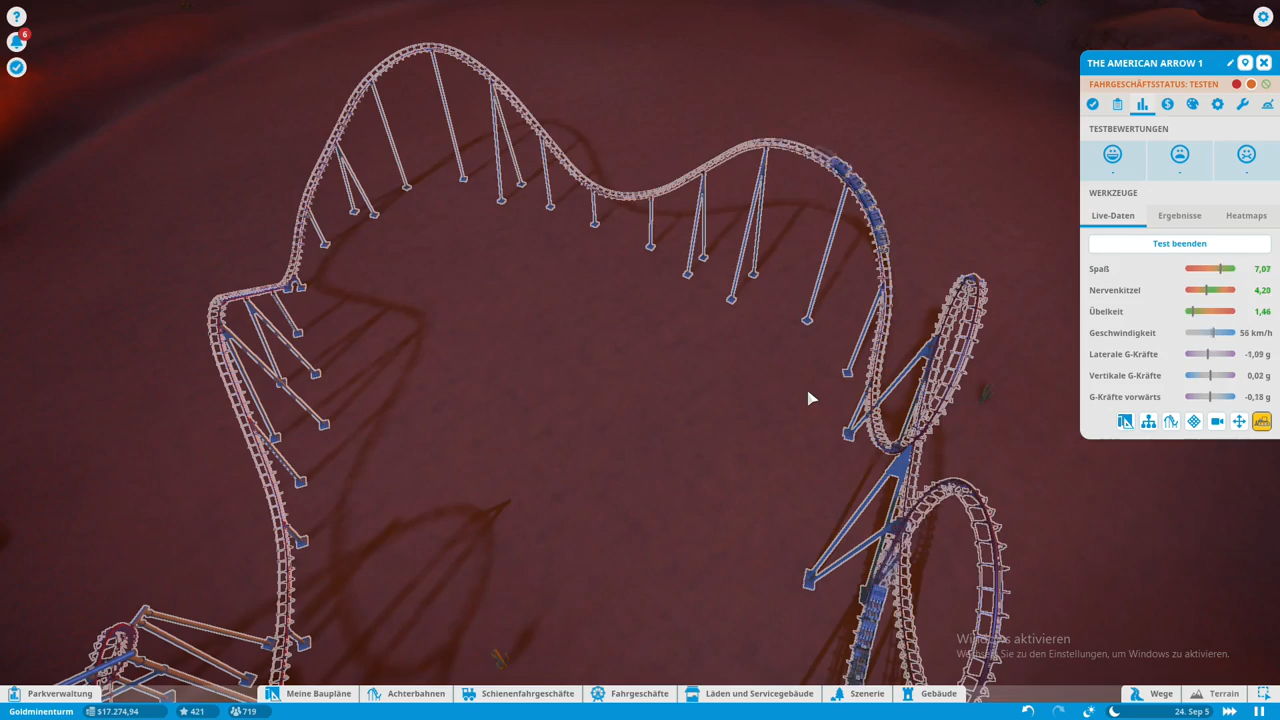 6
THE AMERICAN ARROW 1
FAHRGESCHÄFTSSTATUS: TESTEN
TESTBEWERTUNGEN
- - -
WERKZEUGE
Live-Daten Ergebnisse Heatmaps
Test beenden
Spaß 7,07
Nervenkitzel 4,20
Übelkeit 1,46
Geschwindigkeit 56 km/h
Laterale G-Kräfte -1,09 g
Vertikale G-Kräfte 0,02 g
G-Kräfte vorwärts -0,18 g
Windows aktivieren
Wechseln Sie zu den Einstellungen, um Windows zu aktivieren.
Parkverwaltung Meine Baupläne Achterbahnen Schienenfahrgeschäfte Fahrgeschäfte Läden und Servicegebäude Szenerie Gebäude Wege Terrain
Goldminenturm $17.274,94 421 719 24. Sep 5